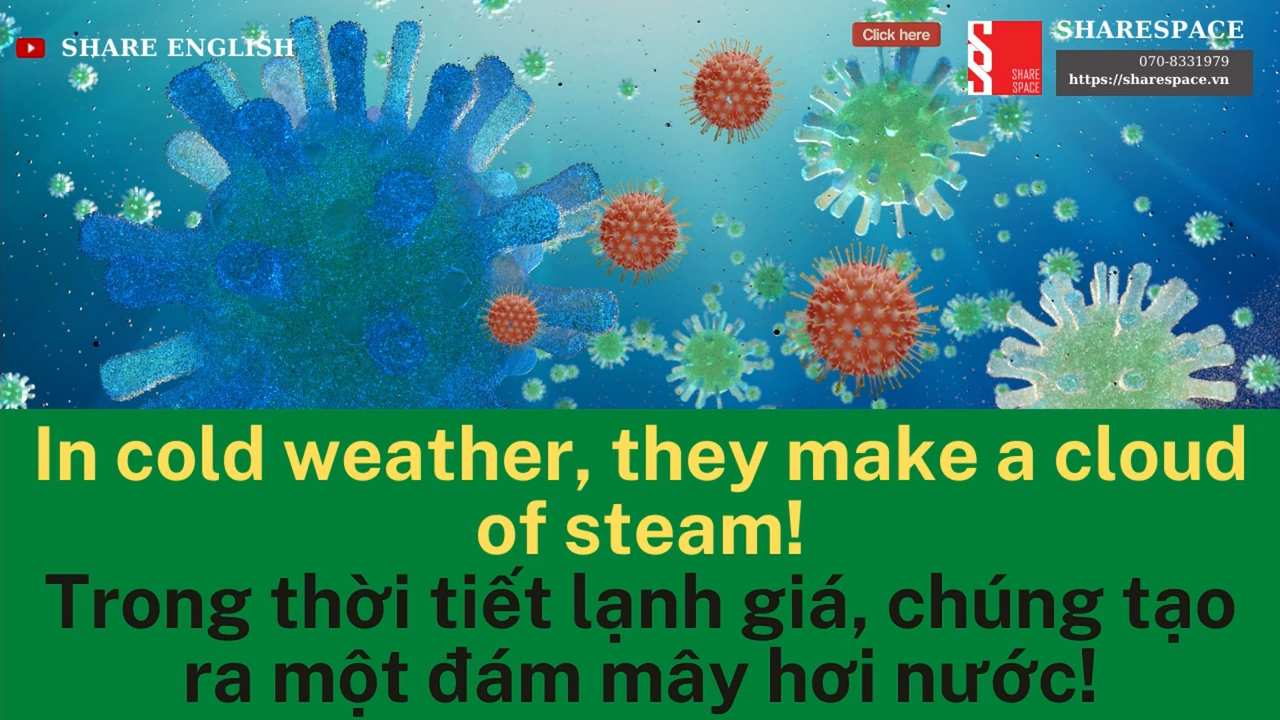 SHARE ENGLISH
Click here
SHARE
SPACE
SHARESPACE
070-8331979
https://sharespace.vn
In cold weather, they make a cloud
of steam!
Trong thời tiết lạnh giá, chúng tạo
ra một đám mây hơi nước!